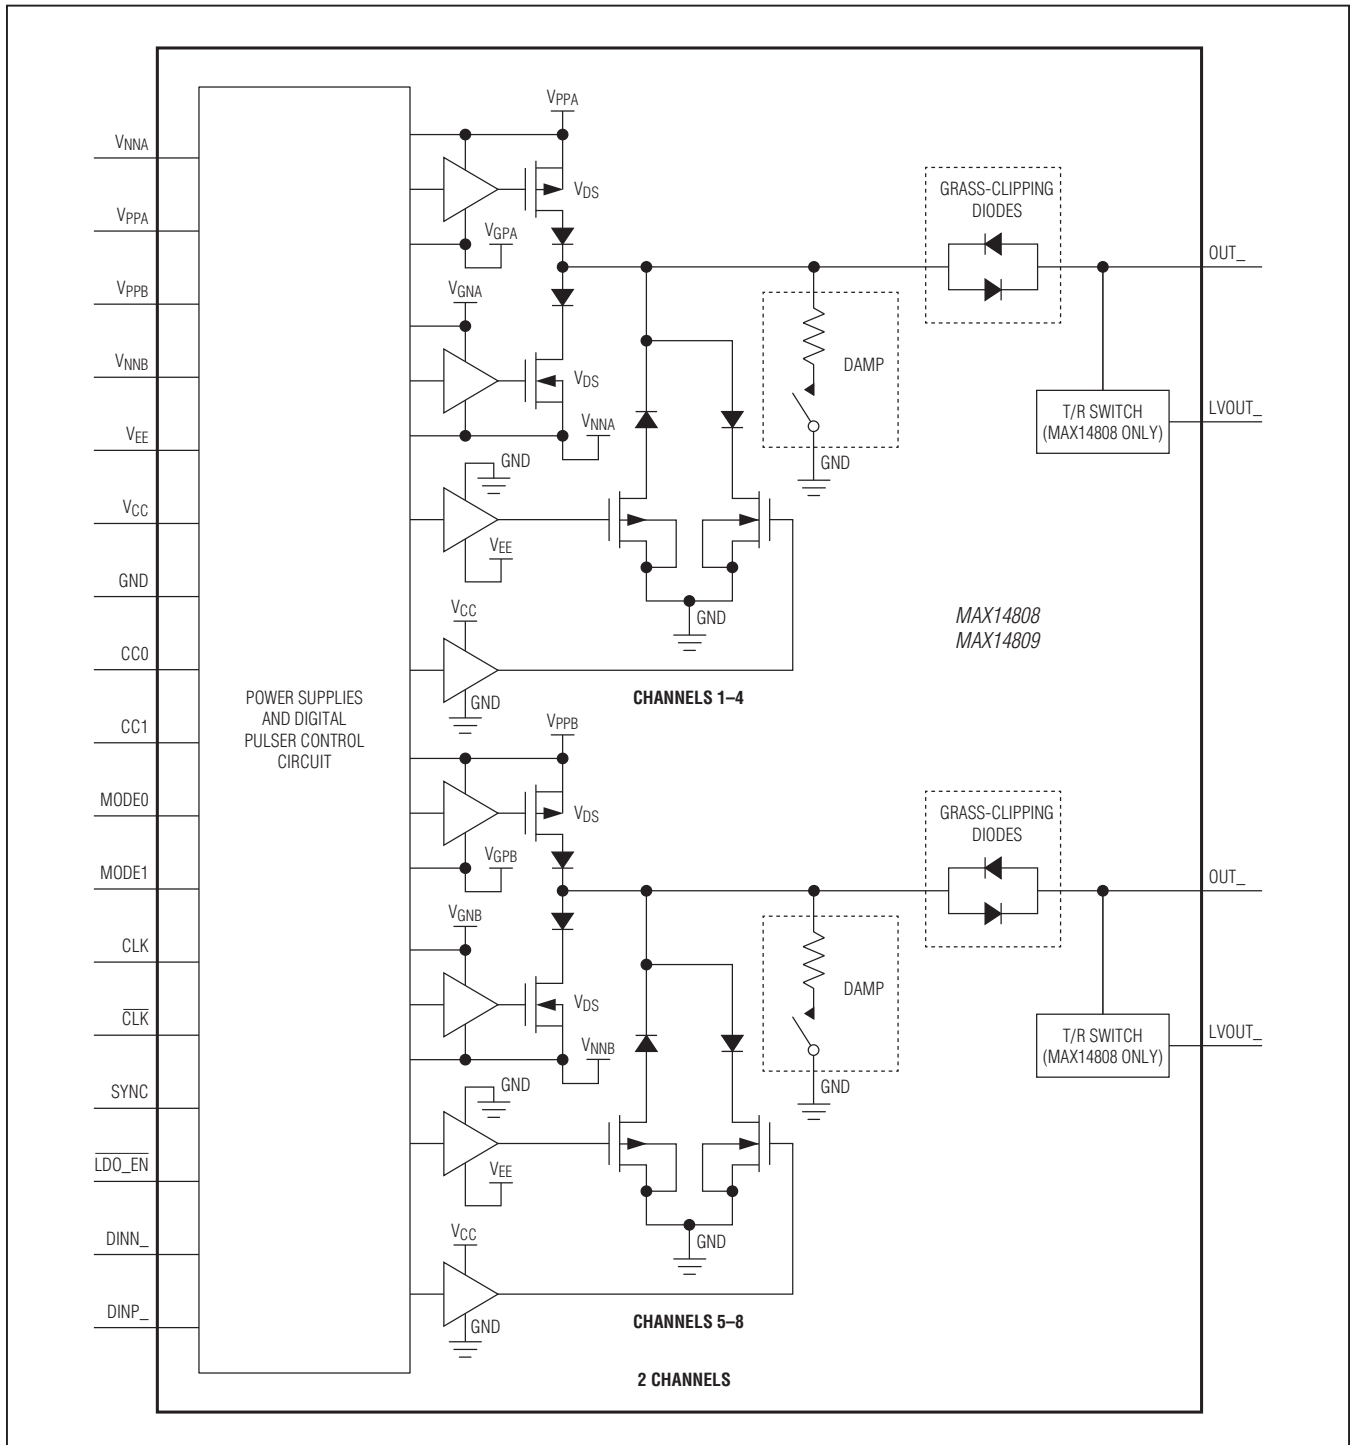 VNNA
VPPA
VPPB
VNNB
VEE
VCC
GND
CC0
CC1
MODE0
MODE1
CLK
CLK
SYNC
LDO_EN
DINN_
DINP_
POWER SUPPLIES
AND DIGITAL
PULSER CONTROL
CIRCUIT
VPPA
VDS
VGPA
VGNA
VDS
VNNA
GND
VEE
VCC
GND
GND
DAMP
GND
GRASS-CLIPPING
DIODES
OUT_
T/R SWITCH
(MAX14808 ONLY)
LVOUT_
MAX14808
MAX14809
CHANNELS 1–4
VPPB
VDS
VGPB
VGNB
VDS
VNNB
GND
VEE
VCC
GND
GND
DAMP
GND
GRASS-CLIPPING
DIODES
OUT_
T/R SWITCH
(MAX14808 ONLY)
LVOUT_
CHANNELS 5–8
2 CHANNELS